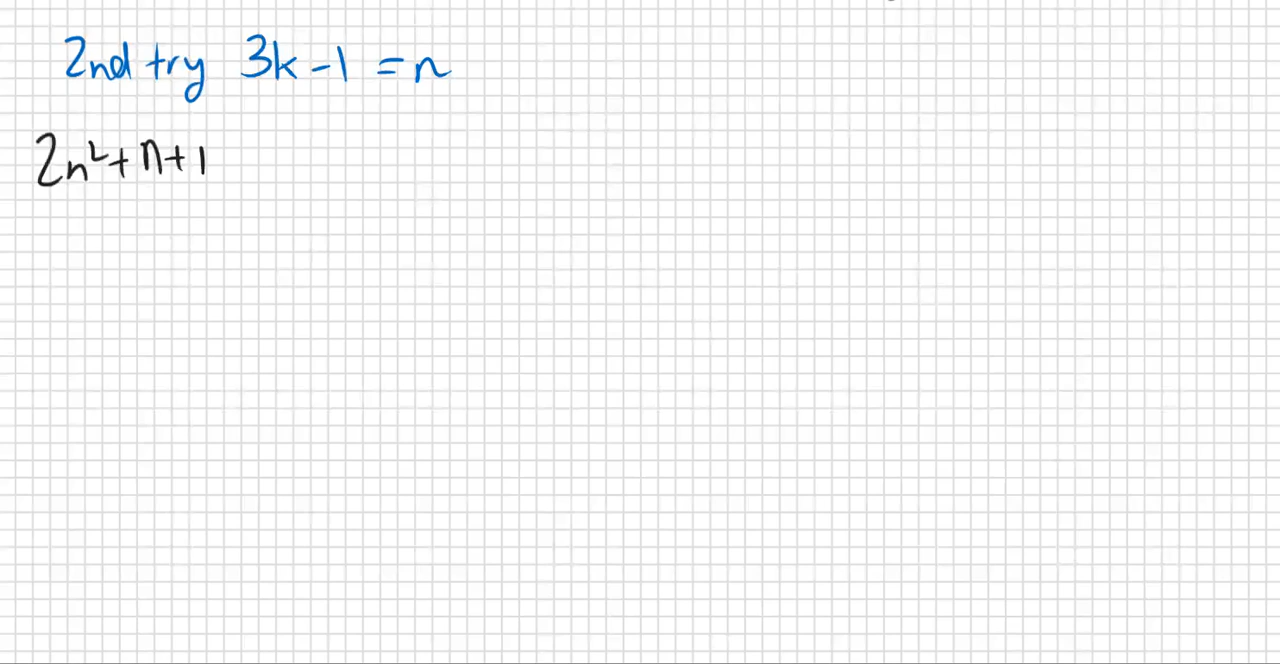 2nd try 3k - 1 = n
2n² + n + 1